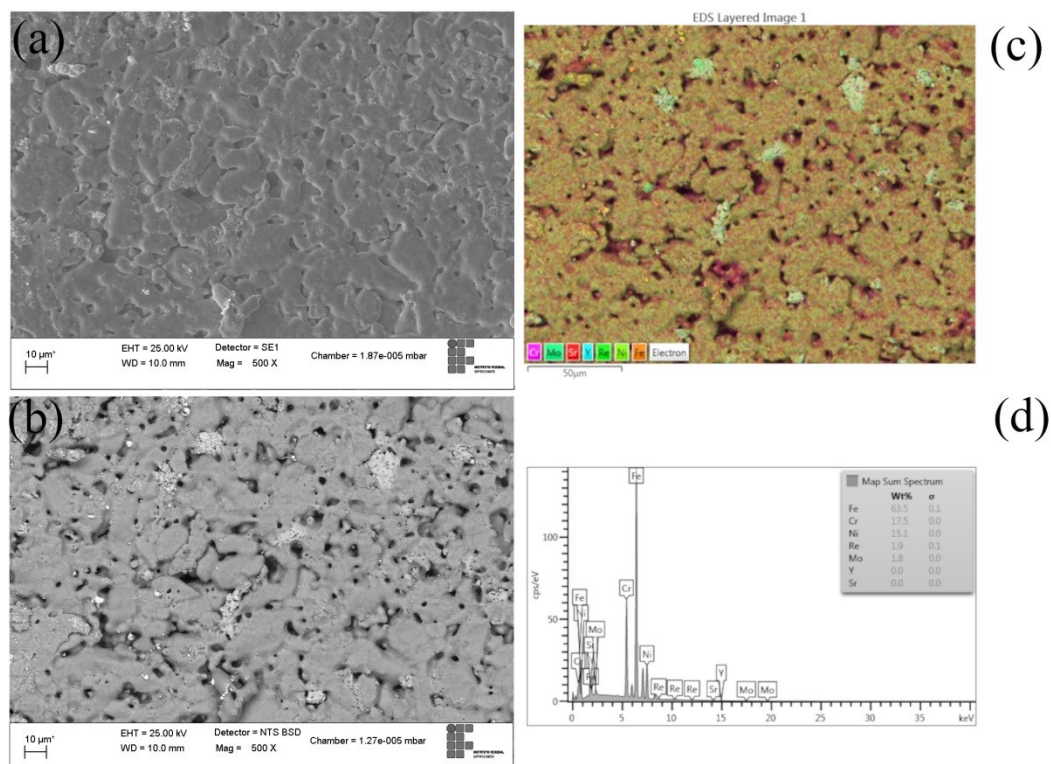 (a)
10 µm*
EHT = 25.00 kV
WD = 10.0 mm
Detector = SE1
Mag = 500 X
Chamber = 1.87e-005 mbar
INSTITUTO FEDERAL
(b)
10 µm*
EHT = 25.00 kV
WD = 10.0 mm
Detector = NTS BSD
Mag = 500 X
Chamber = 1.27e-005 mbar
INSTITUTO FEDERAL
EDS Layered Image 1
(c)
Cr Mo Sr Y Re Ni Fe Electron
50µm
(d)
Map Sum Spectrum
Wt% σ
Fe 63.5 0.1
Cr 17.5 0.0
Ni 15.1 0.0
Re 1.9 0.1
Mo 1.8 0.0
Y 0.0 0.0
Sr 0.0 0.0
cps/eV
100
50
0
Fe
Cr
Fe
Ni
Mo
Ni
Y
Re
Re
Re
Sr
Mo
Mo
0 5 10 15 20 25 30 35 keV